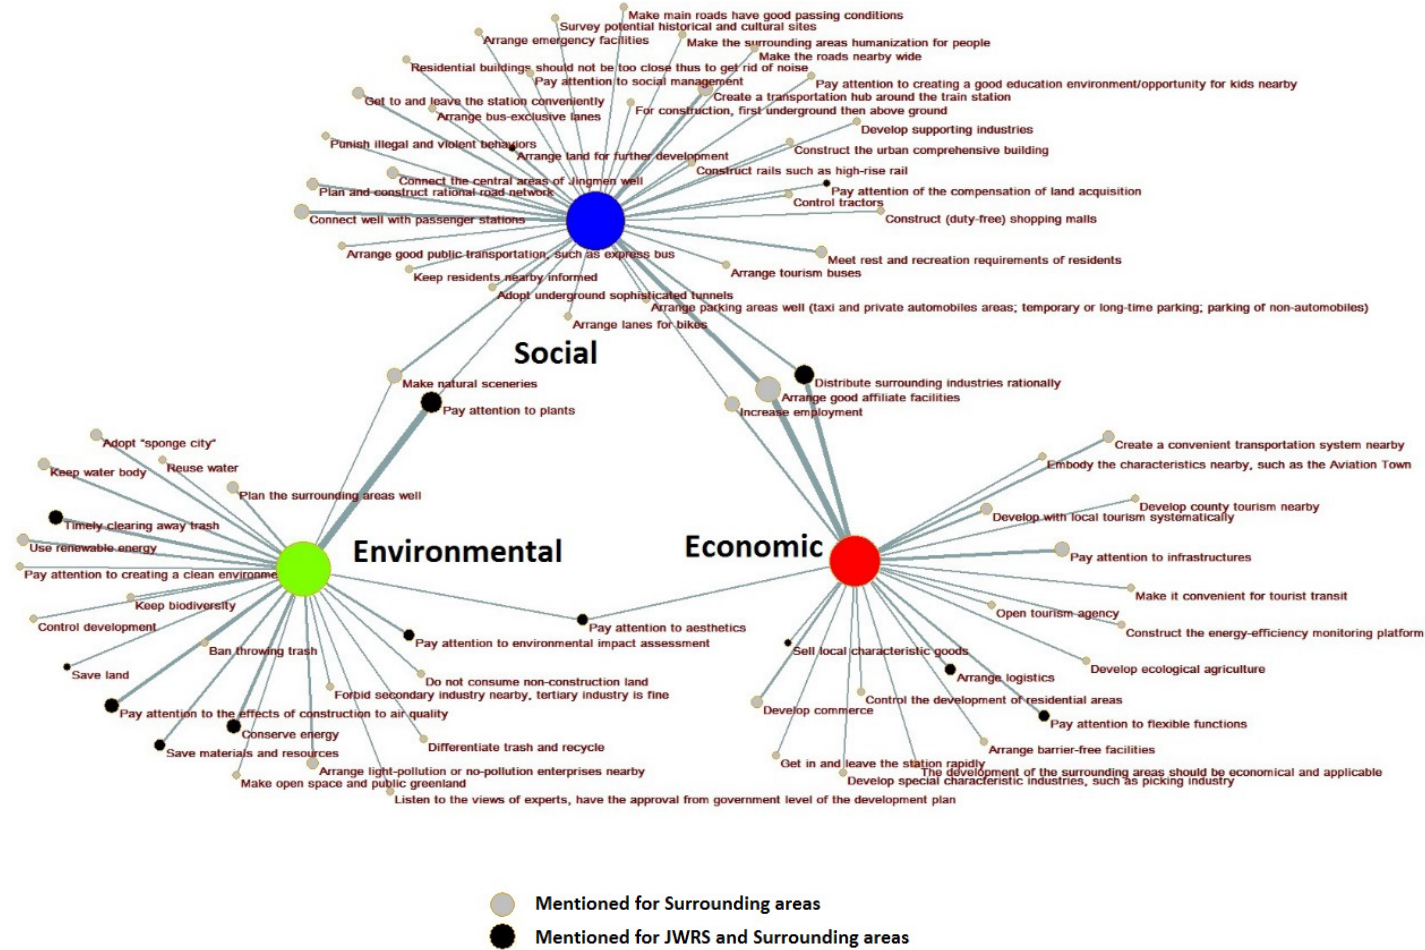 Make main roads have good passing conditions
Survey potential historical and cultural sites
Arrange emergency facilities
Make the surrounding areas humanization for people
Make the roads nearby wide
Residential buildings should not be too close thus to get rid of noise
Pay attention to social management
Pay attention to creating a good education environment/opportunity for kids nearby
Create a transportation hub around the train station
Get to and leave the station conveniently
For construction, first underground then above ground
Arrange bus-exclusive lanes
Develop supporting industries
Punish illegal and violent behaviors
Construct the urban comprehensive building
Arrange land for further development
Construct rails such as high-rise rail
Connect the central areas of Jingmen well
Plan and construct rational road network
Pay attention of the compensation of land acquisition
Control tractors
Connect well with passenger stations
Construct (duty-free) shopping malls
Arrange good public transportation, such as express bus
Meet rest and recreation requirements of residents
Keep residents nearby informed
Arrange tourism buses
Adopt underground sophisticated tunnels
Arrange parking areas well (taxi and private automobiles areas; temporary or long-time parking; parking of non-automobiles)
Arrange lanes for bikes
Social
Make natural sceneries
Distribute surrounding industries rationally
Arrange good affiliate facilities
Pay attention to plants
Increase employment
Adopt "sponge city"
Create a convenient transportation system nearby
Reuse water
Keep water body
Embody the characteristics nearby, such as the Aviation Town
Plan the surrounding areas well
Develop county tourism nearby
Develop with local tourism systematically
Timely clearing away trash
Use renewable energy
Environmental
Economic
Pay attention to infrastructures
Pay attention to creating a clean environme
Keep biodiversity
Make it convenient for tourist transit
Open tourism agency
Control development
Pay attention to aesthetics
Construct the energy-efficiency monitoring platform
Pay attention to environmental impact assessment
Ban throwing trash
Sell local characteristic goods
Develop ecological agriculture
Save land
Arrange logistics
Do not consume non-construction land
Forbid secondary industry nearby, tertiary industry is fine
Control the development of residential areas
Develop commerce
Pay attention to the effects of construction to air quality
Pay attention to flexible functions
Conserve energy
Differentiate trash and recycle
Arrange barrier-free facilities
Save materials and resources
Get in and leave the station rapidly
Arrange light-pollution or no-pollution enterprises nearby
The development of the surrounding areas should be economical and applicable
Make open space and public greenland
Develop special characteristic industries, such as picking industry
Listen to the views of experts, have the approval from government level of the development plan
Mentioned for Surrounding areas
Mentioned for JWRS and Surrounding areas